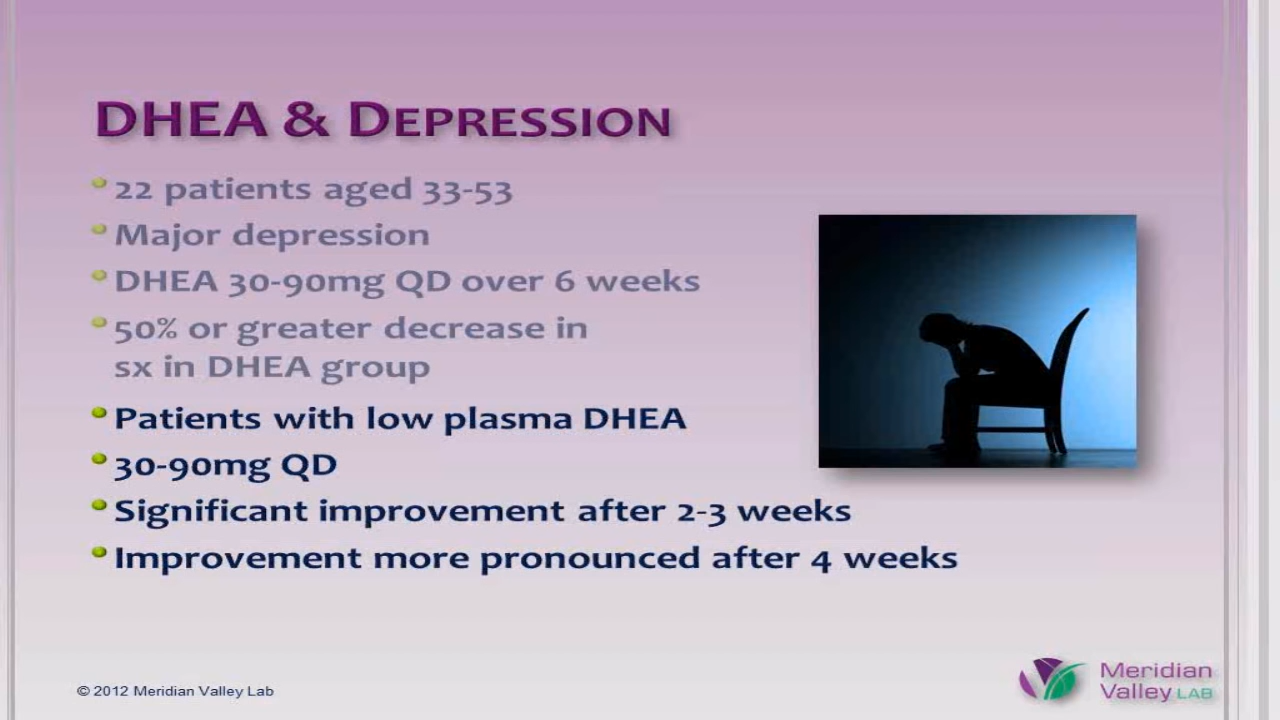 DHEA & DEPRESSION
22 patients aged 33-53
Major depression
DHEA 30-90mg QD over 6 weeks
50% or greater decrease in
sx in DHEA group
Patients with low plasma DHEA
30-90mg QD
Significant improvement after 2-3 weeks
Improvement more pronounced after 4 weeks
© 2012 Meridian Valley Lab
Meridian
Valley LAB